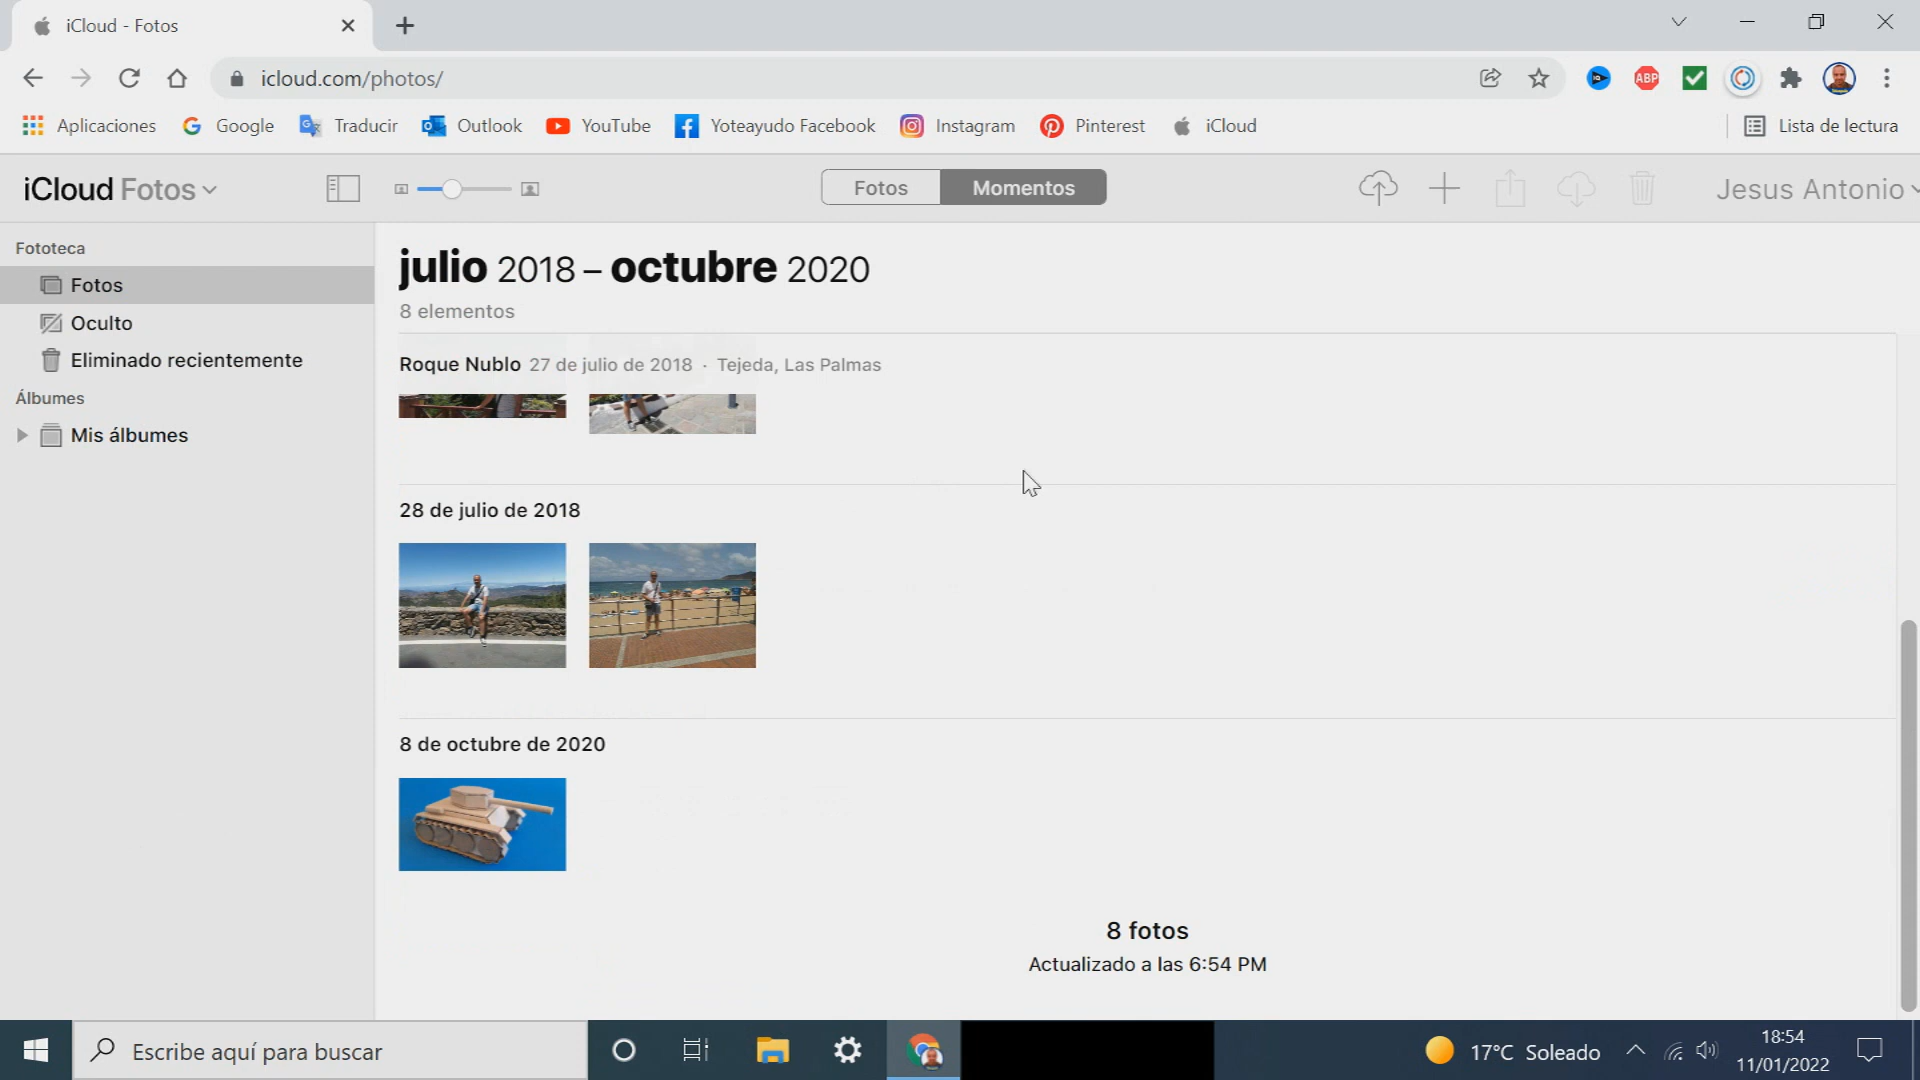 iCloud - Fotos
icloud.com/photos/
ABP
Aplicaciones Google Traducir Outlook YouTube Yoteayudo Facebook Instagram Pinterest iCloud Lista de lectura
iCloud Fotos Fotos Momentos Jesus Antonio
Fototeca
Fotos
Oculto
Eliminado recientemente
Álbumes
Mis álbumes
julio 2018 – octubre 2020
8 elementos
Roque Nublo 27 de julio de 2018 · Tejeda, Las Palmas
28 de julio de 2018
8 de octubre de 2020
8 fotos
Actualizado a las 6:54 PM
Escribe aquí para buscar
17°C Soleado
18:54
11/01/2022